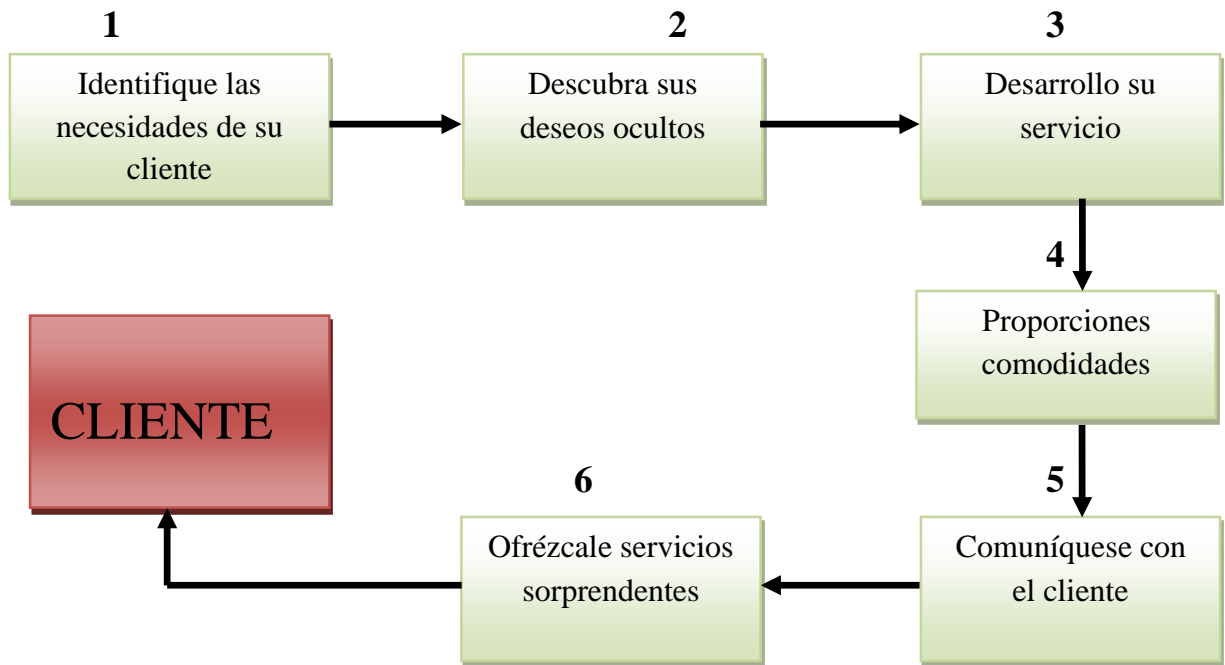 1
Identifique las
necesidades de su
cliente
2
Descubra sus
deseos ocultos
3
Desarrollo su
servicio
4
Proporciones
comodidades
5
Comuníquese con
el cliente
6
Ofrézcale servicios
sorprendentes
CLIENTE